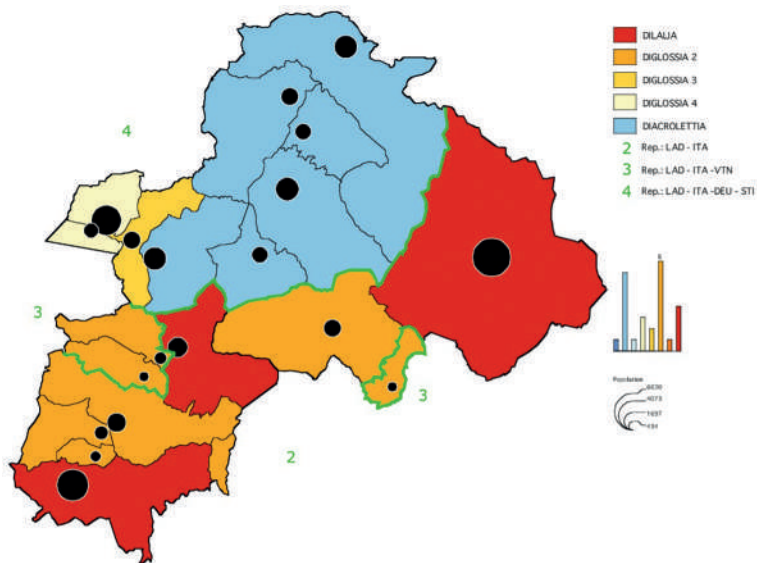 DILALIA
DIGLOSSIA 2
DIGLOSSIA 3
4
DIGLOSSIA 4
DIACROLETTIA
2 Rep.: LAD - ITA
3 Rep.: LAD - ITA -VTN
4 Rep.: LAD - ITA -DEU - STI
6
3
Population
3
2